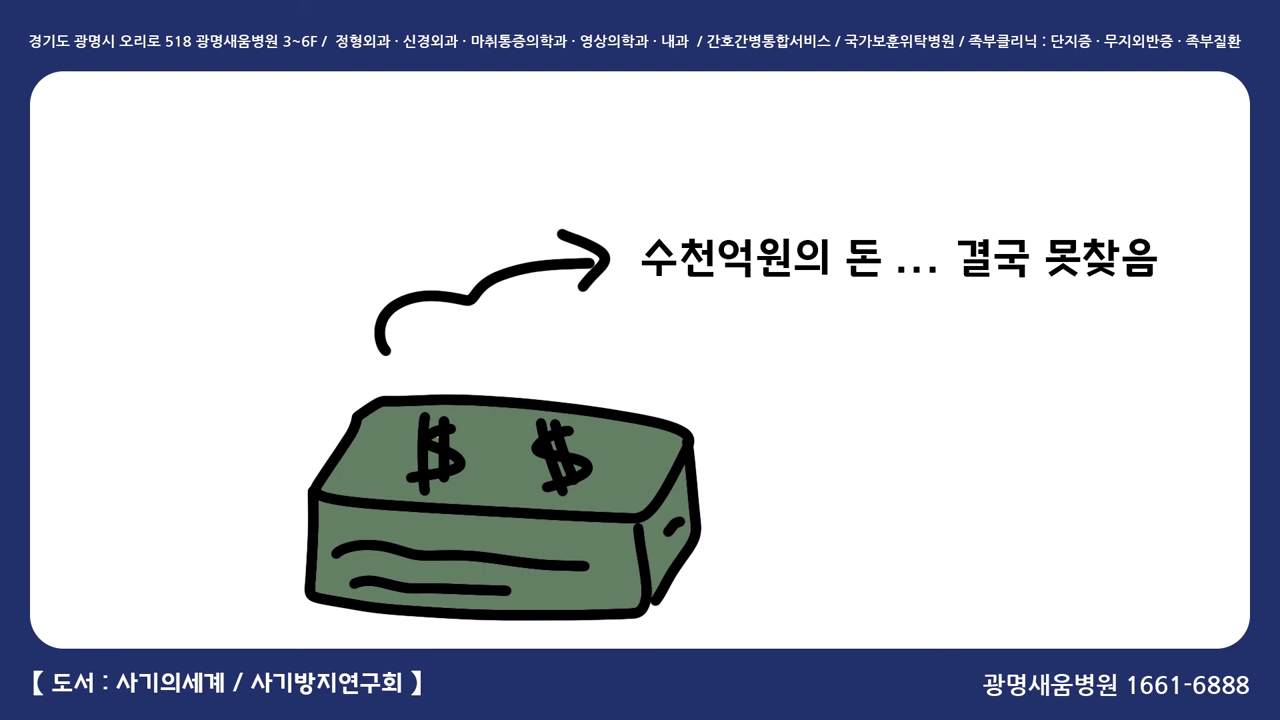 경기도 광명시 오리로 518 광명새움병원 3~6F / 정형외과 · 신경외과 · 마취통증의학과 · 영상의학과 · 내과 / 간호간병통합서비스 / 국가보훈위탁병원 / 족부클리닉 : 단지증 · 무지외반증 · 족부질환
수천억원의 돈 ... 결국 못찾음
$ $
【 도서 : 사기의세계 / 사기방지연구회 】
광명새움병원 1661-6888